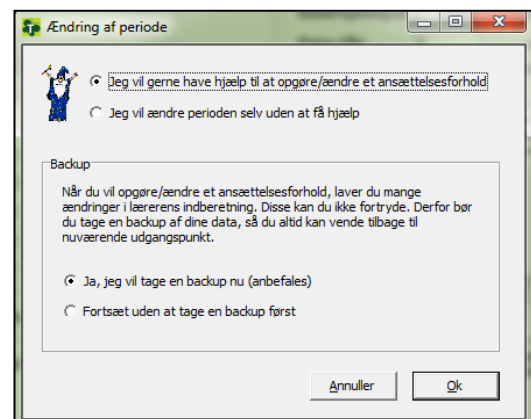 Ændring af periode
Jeg vil gerne have hjælp til at opgøre/ændre et ansættelsesforhold
Jeg vil ændre perioden selv uden at få hjælp
Backup
Når du vil opgøre/ændre et ansættelsesforhold, laver du mange
ændringer i lærerens indberetning. Disse kan du ikke fortryde. Derfor bør
du tage en backup af dine data, så du altid kan vende tilbage til
nuværende udgangspunkt.
Ja, jeg vil tage en backup nu (anbefales)
Fortsæt uden at tage en backup først
Annuller
Ok